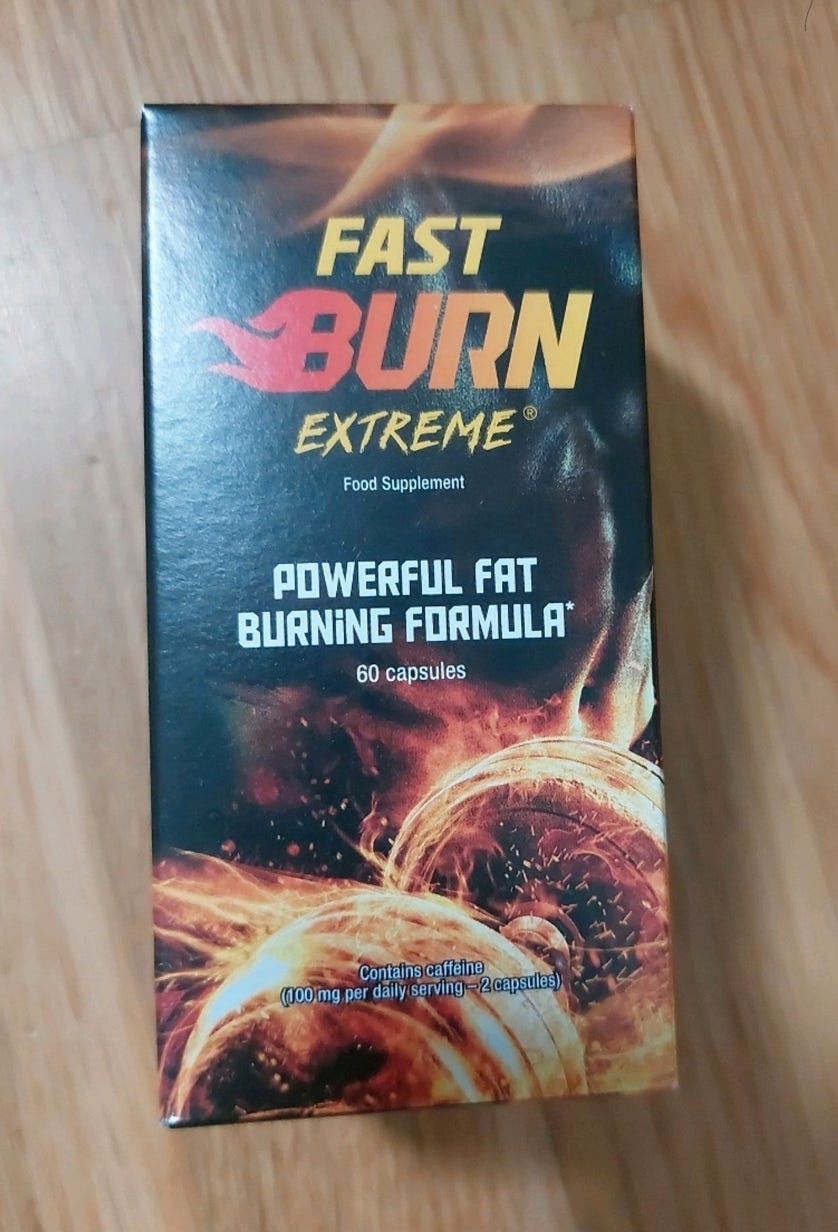 FAST
BURN
EXTREME®
Food Supplement
POWERFUL FAT
BURNiNG FORMULA*
60 capsules
Contains caffeine
(100 mg per daily serving – 2 capsules)